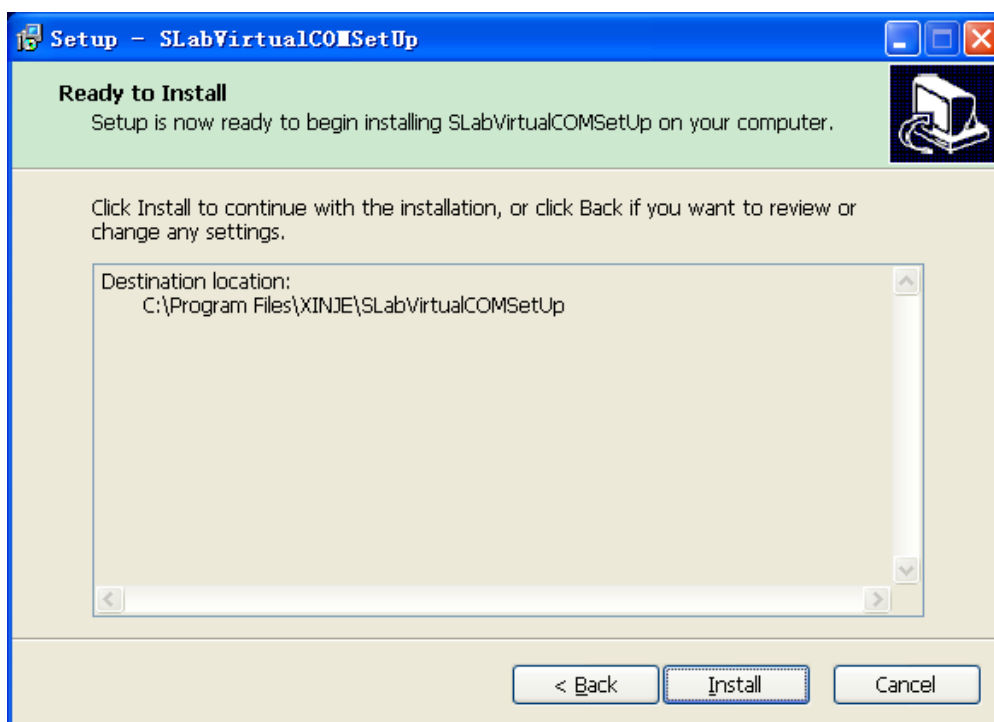 Setup - SLabVirtualCOMSetUp
Ready to Install
Setup is now ready to begin installing SLabVirtualCOMSetUp on your computer.
Click Install to continue with the installation, or click Back if you want to review or
change any settings.
Destination location:
C:\Program Files\XINJE\SLabVirtualCOMSetUp
< Back
Install
Cancel